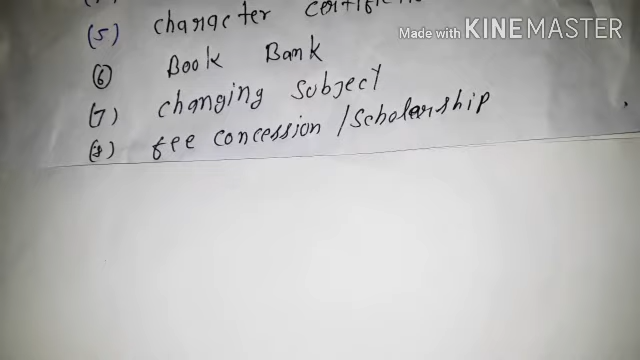 (5) character
Made with KINEMASTER
(6) Book Bank
(7) changing subject
(8) fee concession / Scholarship